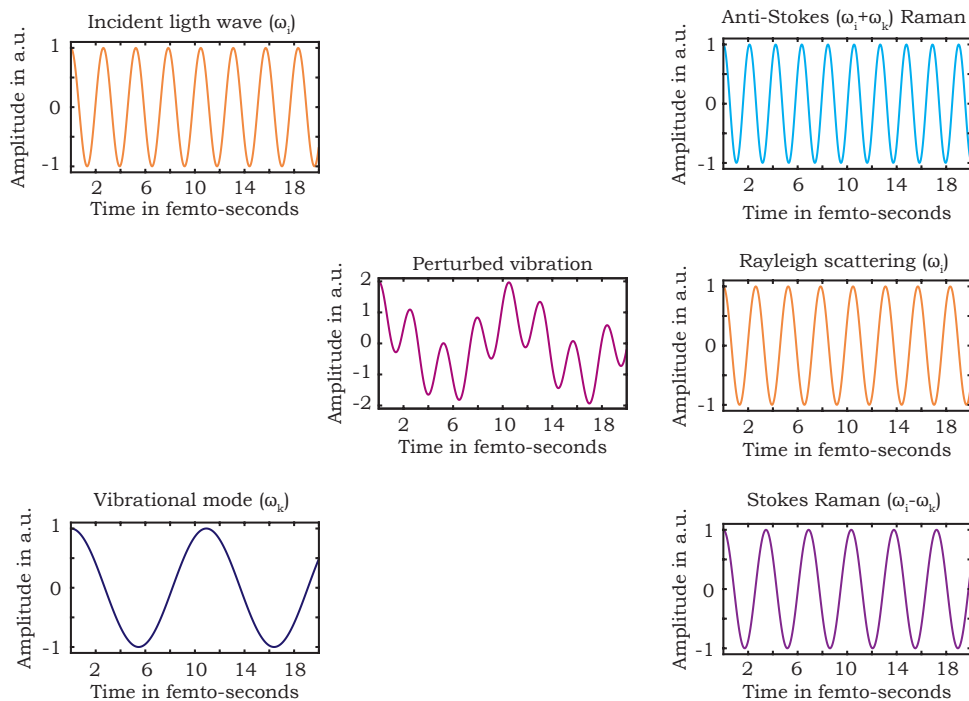 Incident ligth wave (ωi)
Amplitude in a.u.
1
0
-1
2 6 10 14 18
Time in femto-seconds
Anti-Stokes (ωi+ωk) Raman
Amplitude in a.u.
1
0
-1
2 6 10 14 18
Time in femto-seconds
Perturbed vibration
Amplitude in a.u.
2
1
0
-1
-2
2 6 10 14 18
Time in femto-seconds
Rayleigh scattering (ωi)
Amplitude in a.u.
1
0
-1
2 6 10 14 18
Time in femto-seconds
Vibrational mode (ωk)
Amplitude in a.u.
1
0
-1
2 6 10 14 18
Time in femto-seconds
Stokes Raman (ωi-ωk)
Amplitude in a.u.
1
0
-1
2 6 10 14 18
Time in femto-seconds